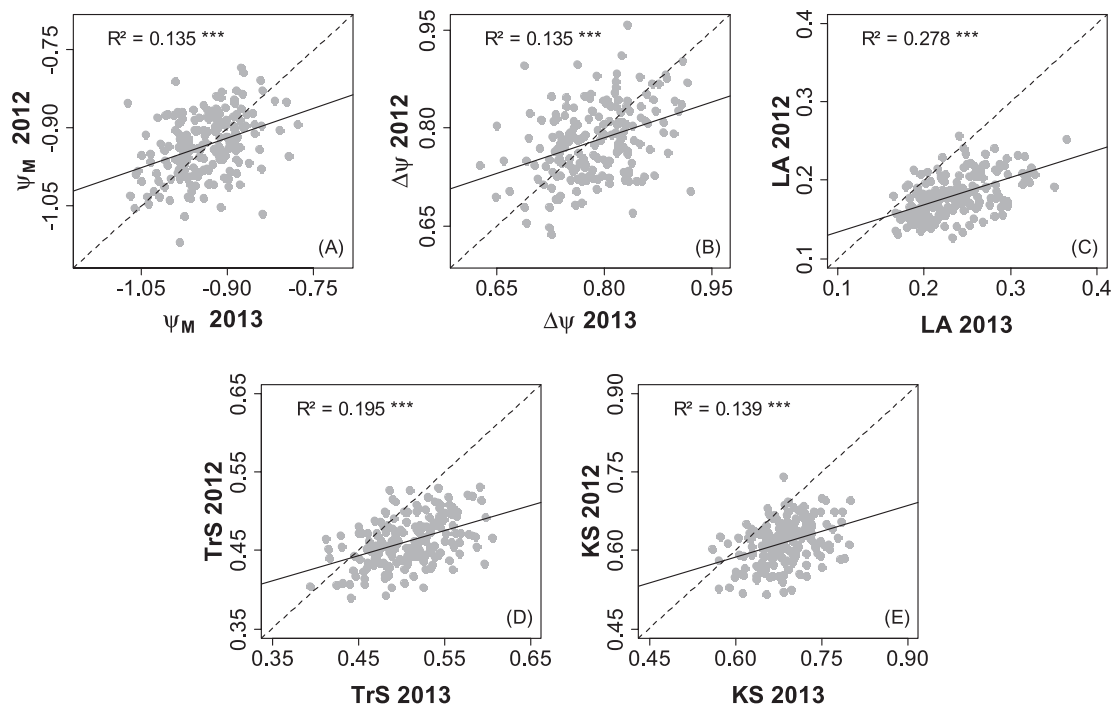 R² = 0.135 ***
ψM 2012
-0.75
-0.90
-1.05
(A)
-1.05 -0.90 -0.75
ψM 2013
R² = 0.135 ***
Δψ 2012
0.95
0.80
0.65
(B)
0.65 0.80 0.95
Δψ 2013
R² = 0.278 ***
LA 2012
0.4
0.3
0.2
0.1
(C)
0.1 0.2 0.3 0.4
LA 2013
R² = 0.195 ***
TrS 2012
0.65
0.55
0.45
0.35
(D)
0.35 0.45 0.55 0.65
TrS 2013
R² = 0.139 ***
KS 2012
0.90
0.75
0.60
0.45
(E)
0.45 0.60 0.75 0.90
KS 2013